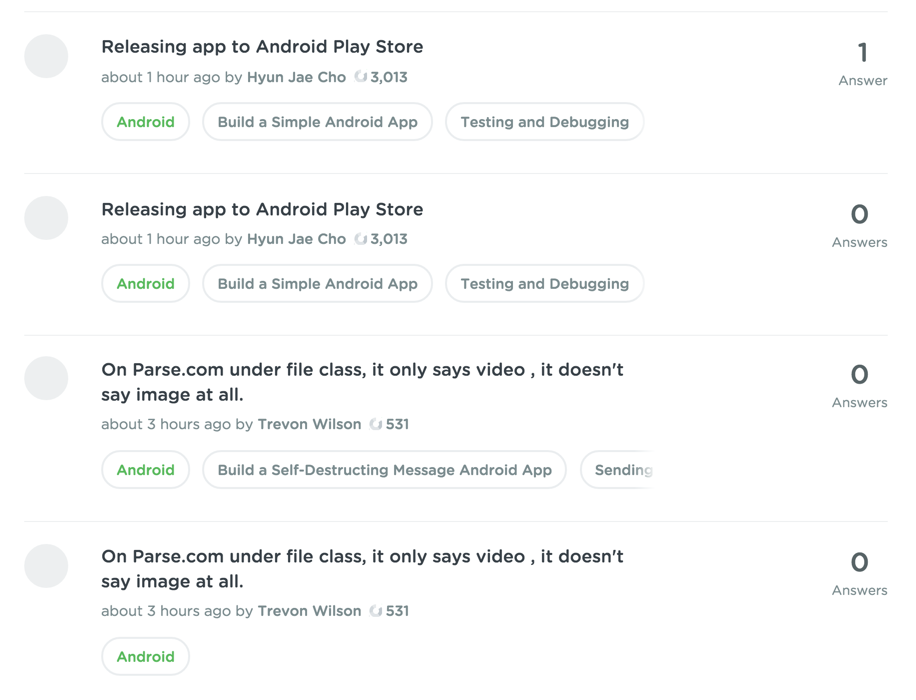 Releasing app to Android Play Store
1
about 1 hour ago by Hyun Jae Cho 3,013
Answer
Android Build a Simple Android App Testing and Debugging
Releasing app to Android Play Store
0
about 1 hour ago by Hyun Jae Cho 3,013
Answers
Android Build a Simple Android App Testing and Debugging
On Parse.com under file class, it only says video , it doesn't
say image at all.
0
Answers
about 3 hours ago by Trevon Wilson 531
Android Build a Self-Destructing Message Android App Sending
On Parse.com under file class, it only says video , it doesn't
say image at all.
0
Answers
about 3 hours ago by Trevon Wilson 531
Android